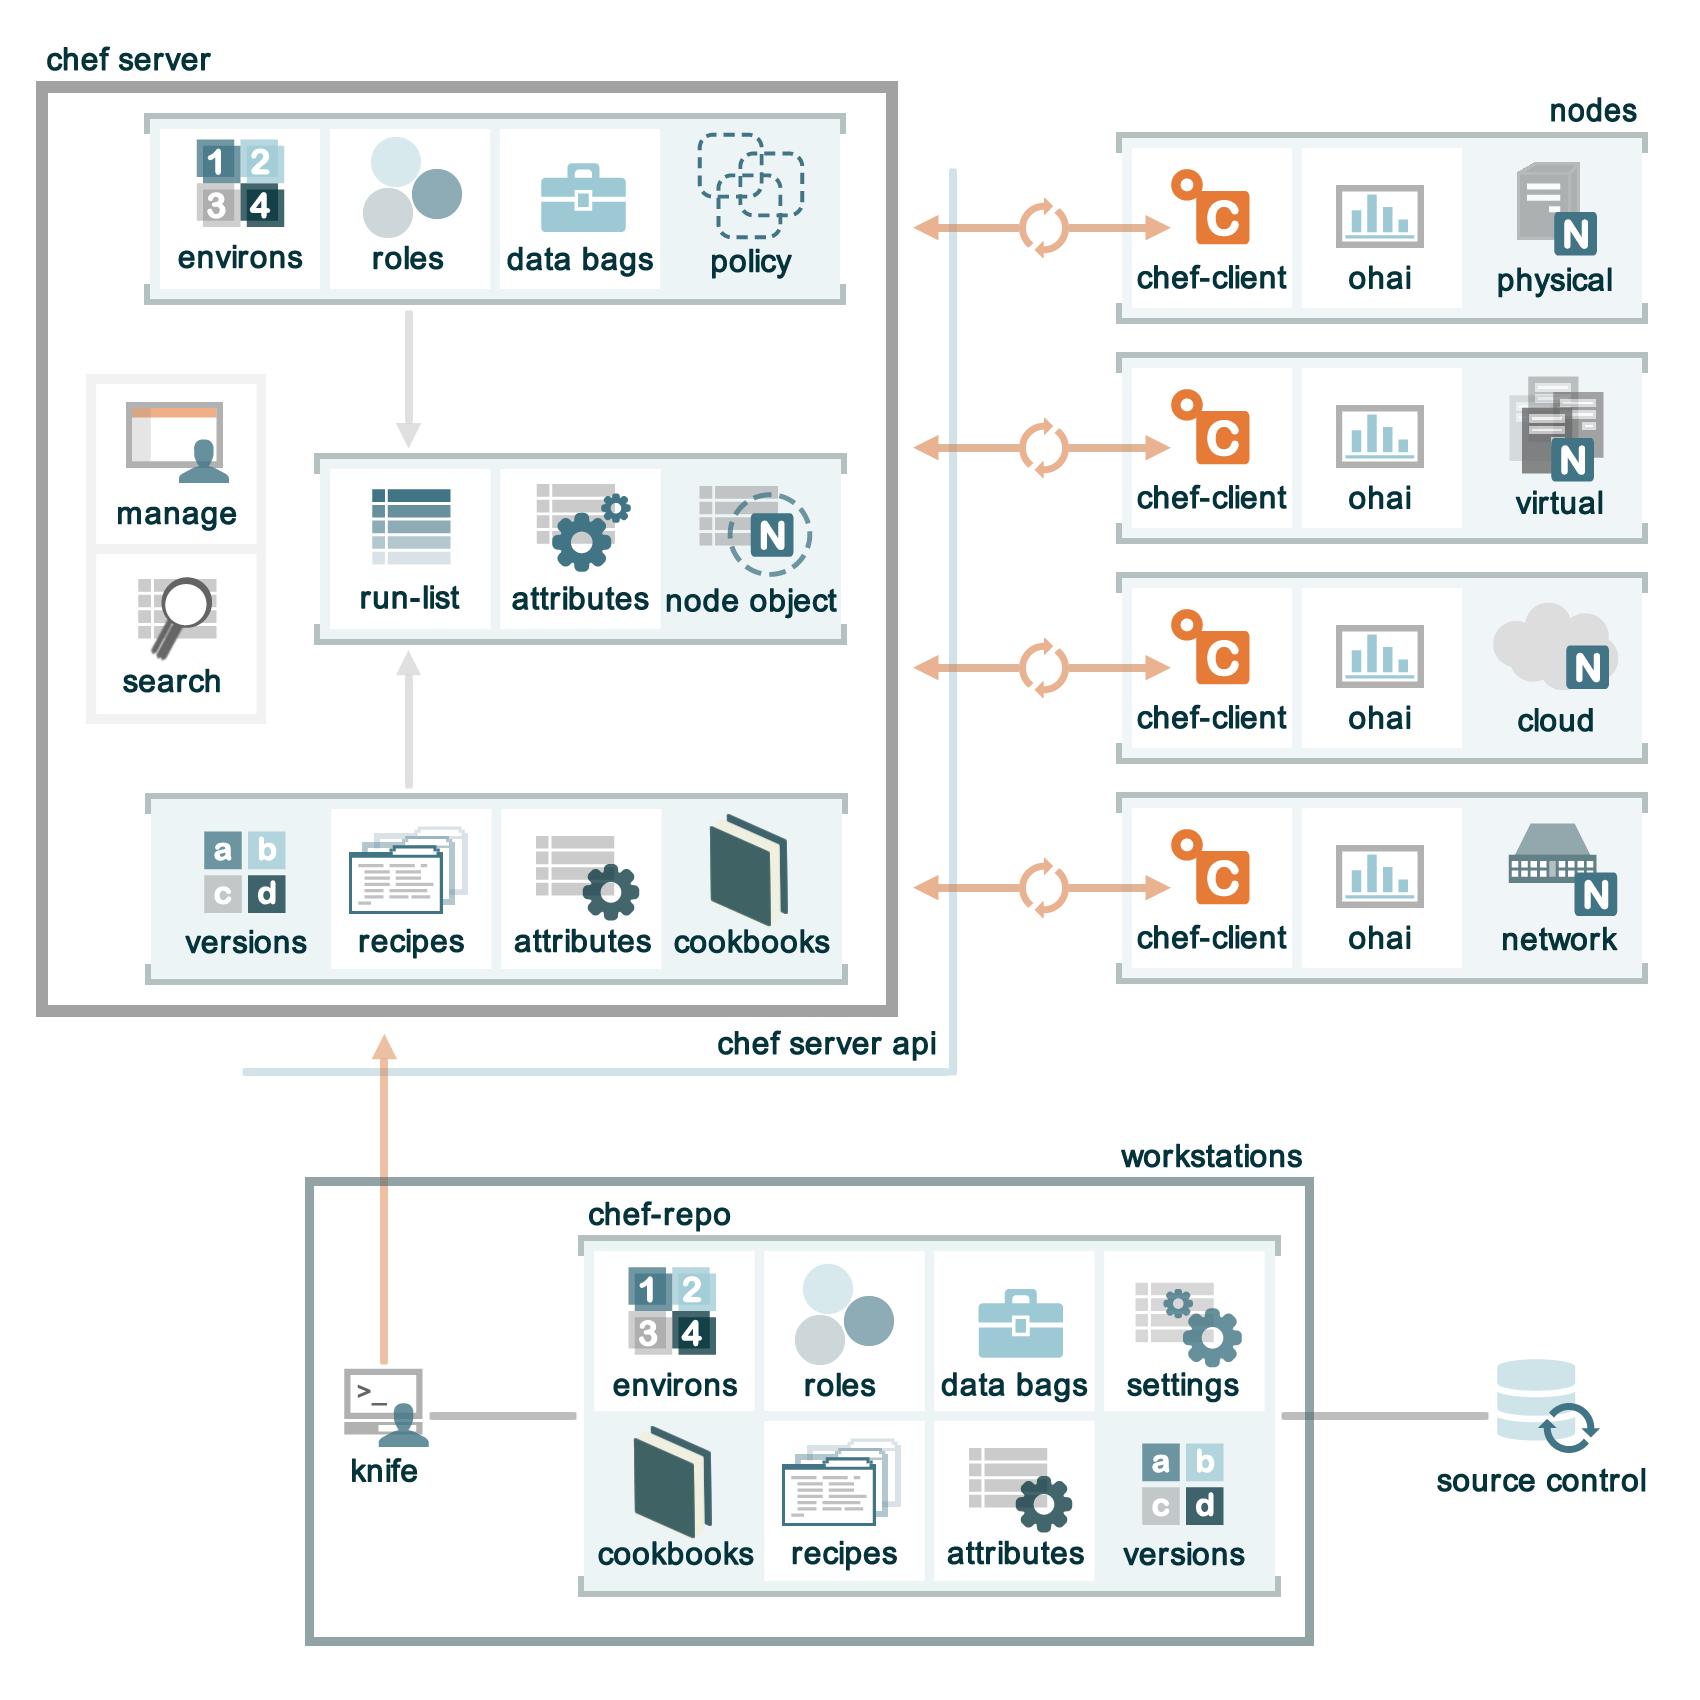 chef server
1 2
3 4
environs
roles
data bags
policy
manage
search
run-list
attributes
N
node object
a b
c d
versions
recipes
attributes
cookbooks
chef server api
nodes
C
chef-client
ohai
N
physical
C
chef-client
ohai
N
virtual
C
chef-client
ohai
N
cloud
C
chef-client
ohai
N
network
workstations
chef-repo
1 2
3 4
environs
roles
data bags
settings
>_
knife
cookbooks
recipes
attributes
a b
c d
versions
source control